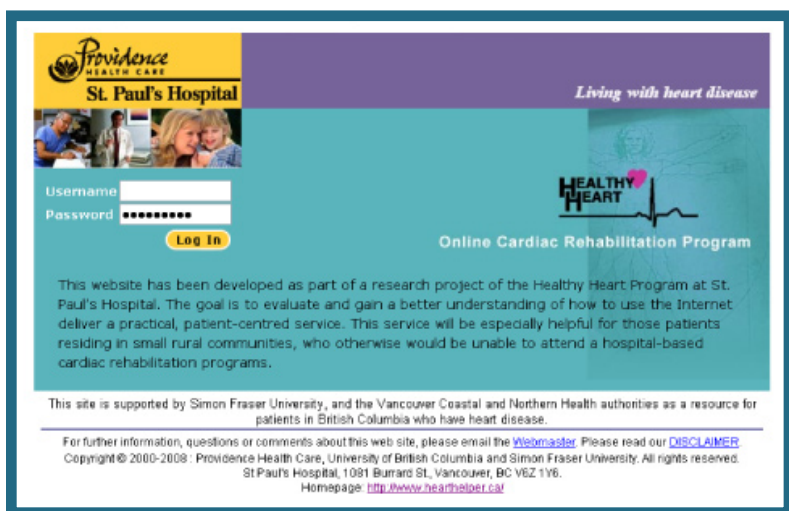 Providence
HEALTH CARE
St. Paul's Hospital
Living with heart disease
Username
Password •••••••••
Log In
HEALTHY
HEART
Online Cardiac Rehabilitation Program
This website has been developed as part of a research project of the Healthy Heart Program at St.
Paul's Hospital. The goal is to evaluate and gain a better understanding of how to use the Internet
deliver a practical, patient-centred service. This service will be especially helpful for those patients
residing in small rural communities, who otherwise would be unable to attend a hospital-based
cardiac rehabilitation programs.
This site is supported by Simon Fraser University, and the Vancouver Coastal and Northern Health authorities as a resource for
patients in British Columbia who have heart disease.
For further information, questions or comments about this web site, please email the Webmaster. Please read our DISCLAIMER
Copyright © 2000-2008 : Providence Health Care, University of British Columbia and Simon Fraser University. All rights reserved.
St Paul's Hospital, 1081 Burrard St., Vancouver, BC V6Z 1Y6.
Homepage: http://www.hearthelper.ca/